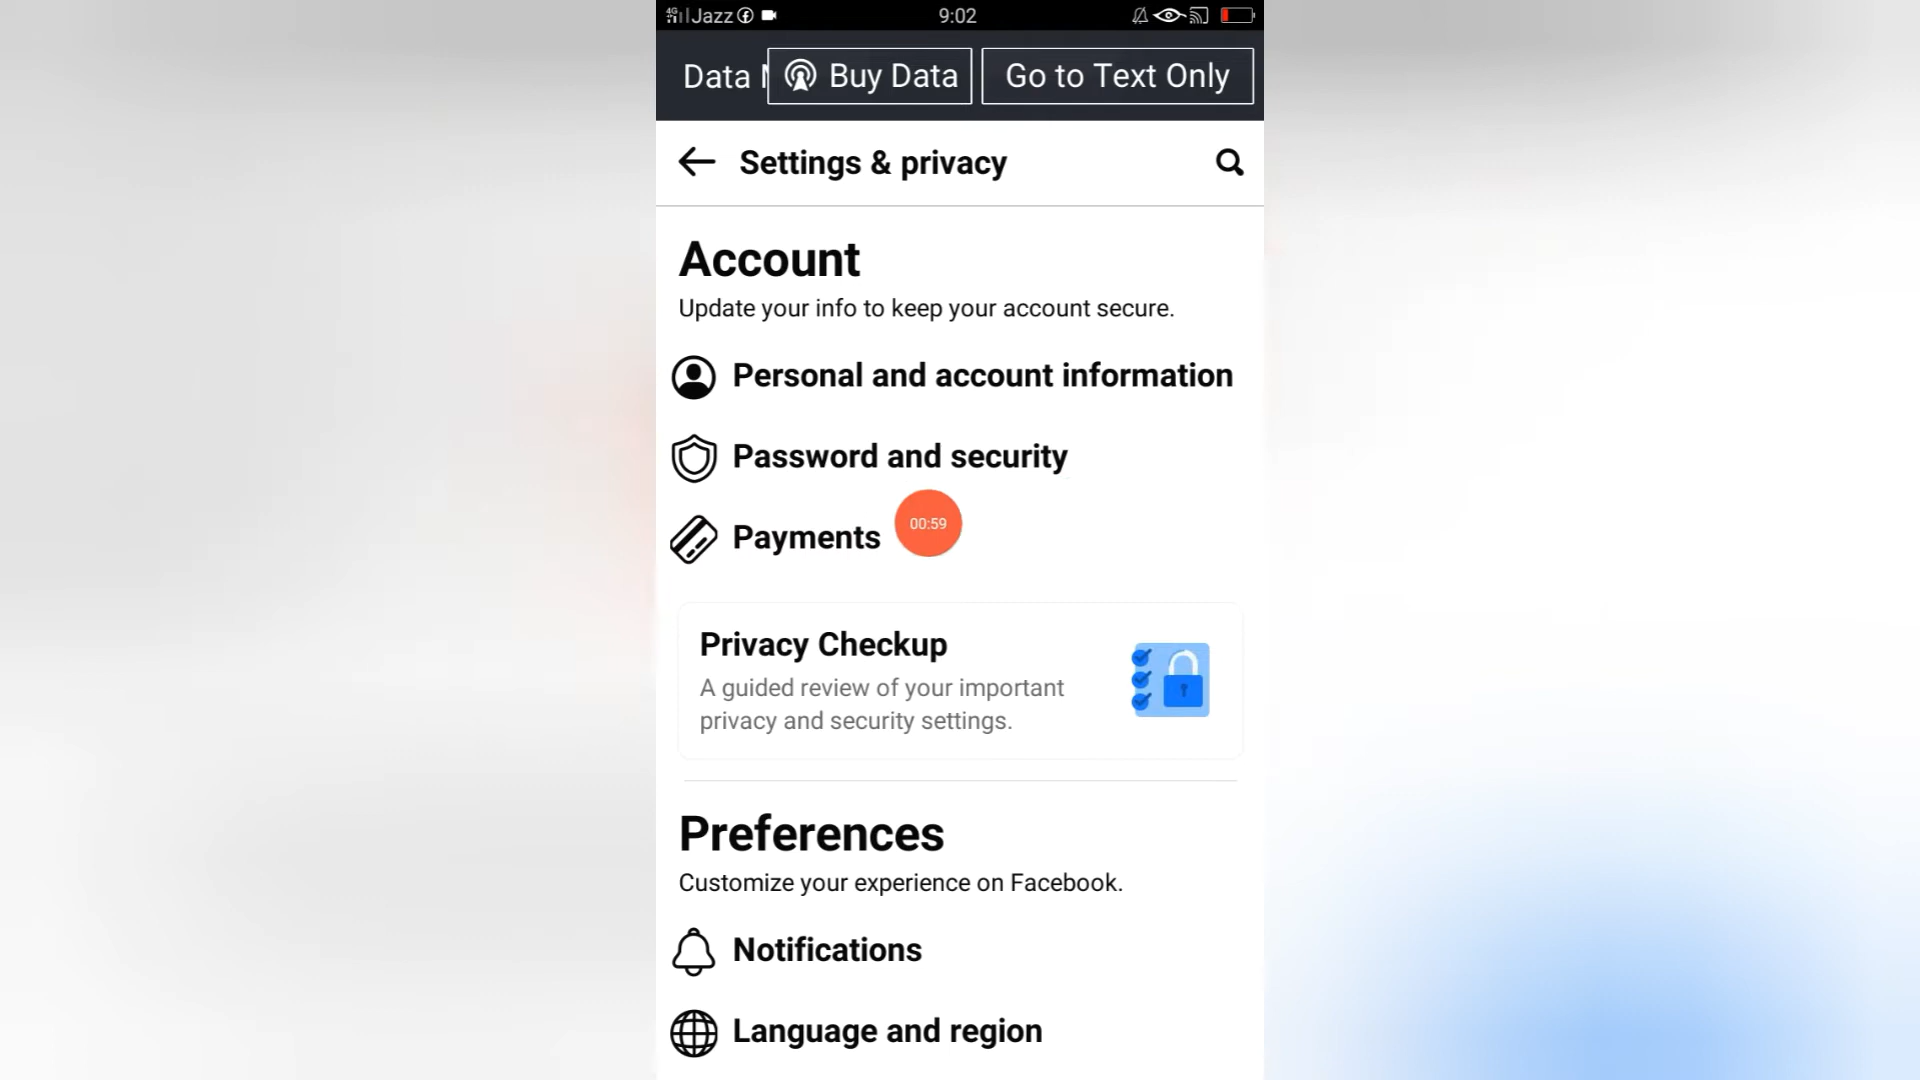 4G Jazz 9:02
Data Buy Data Go to Text Only
Settings & privacy
Account
Update your info to keep your account secure.
Personal and account information
Password and security
Payments 00:59
Privacy Checkup
A guided review of your important
privacy and security settings.
Preferences
Customize your experience on Facebook.
Notifications
Language and region